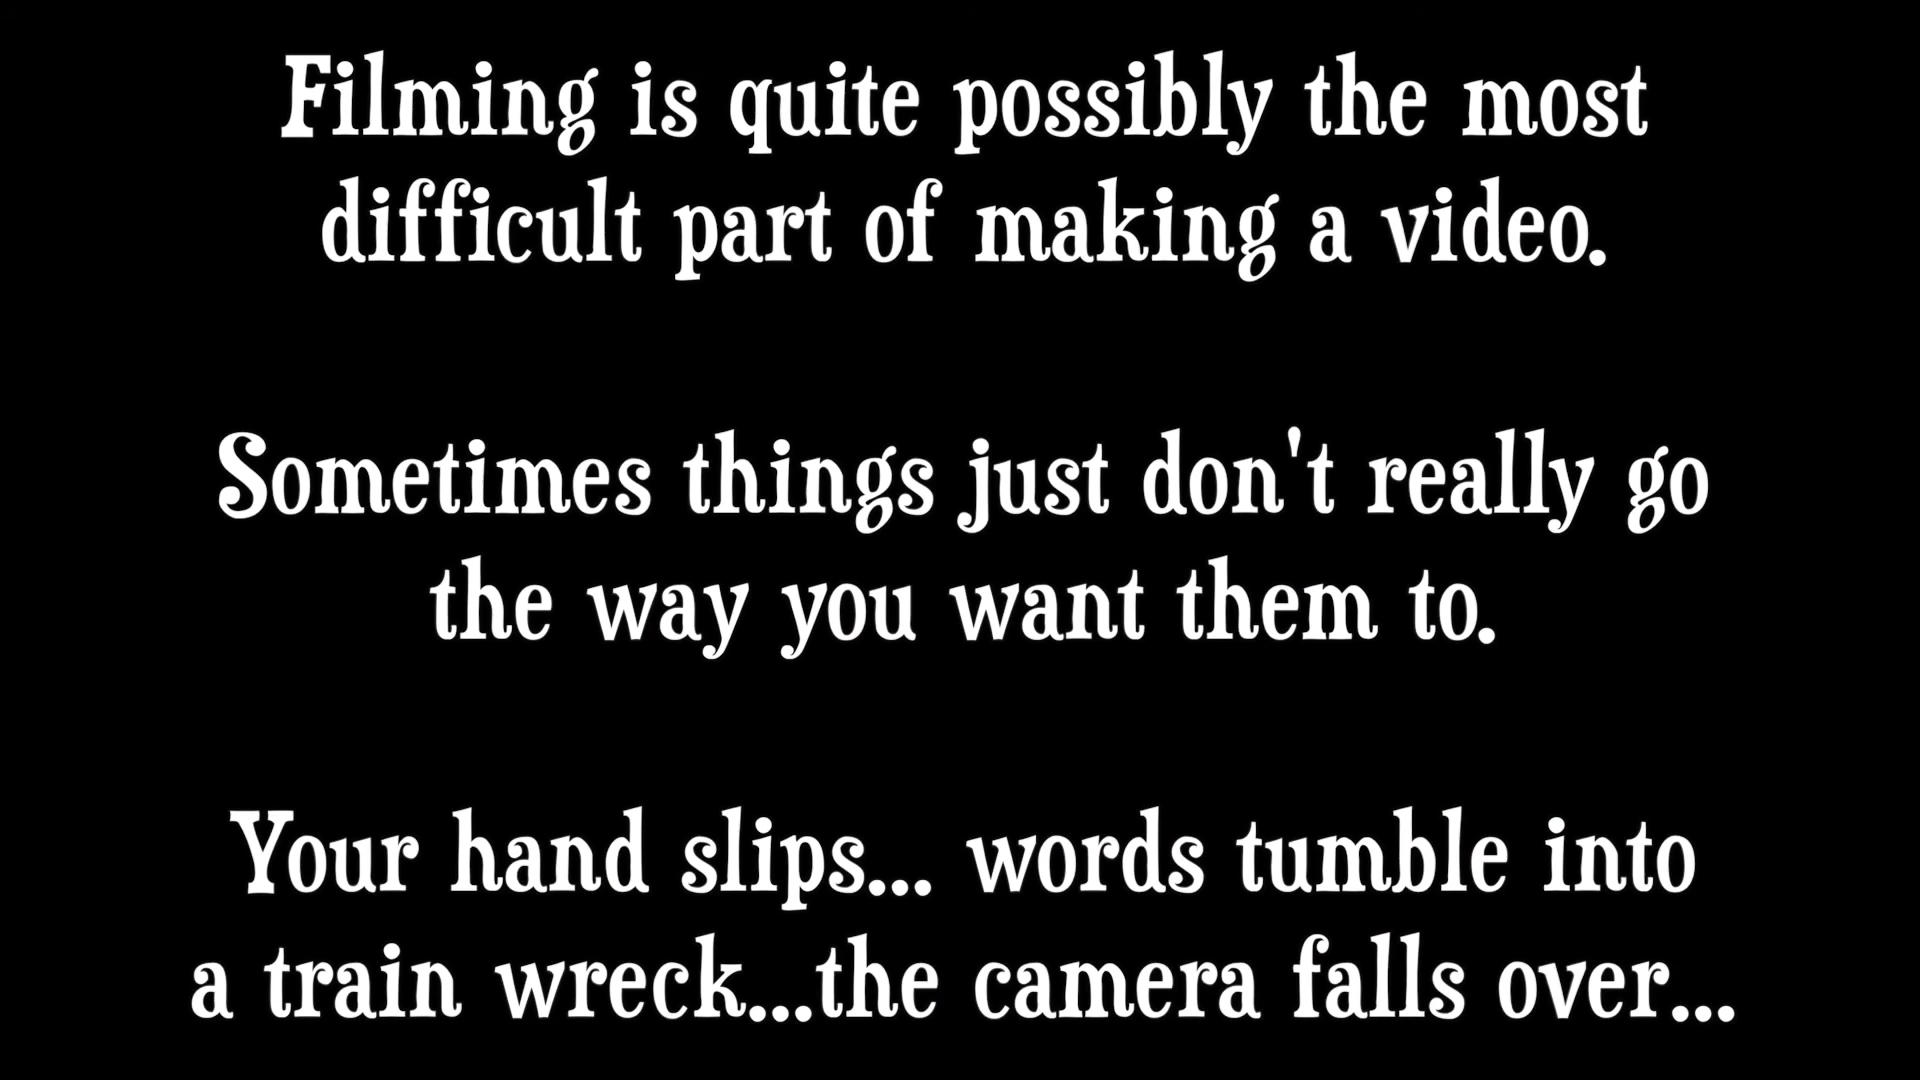 Filming is quite possibly the most
difficult part of making a video.
Sometimes things just don't really go
the way you want them to.
Your hand slips... words tumble into
a train wreck...the camera falls over...